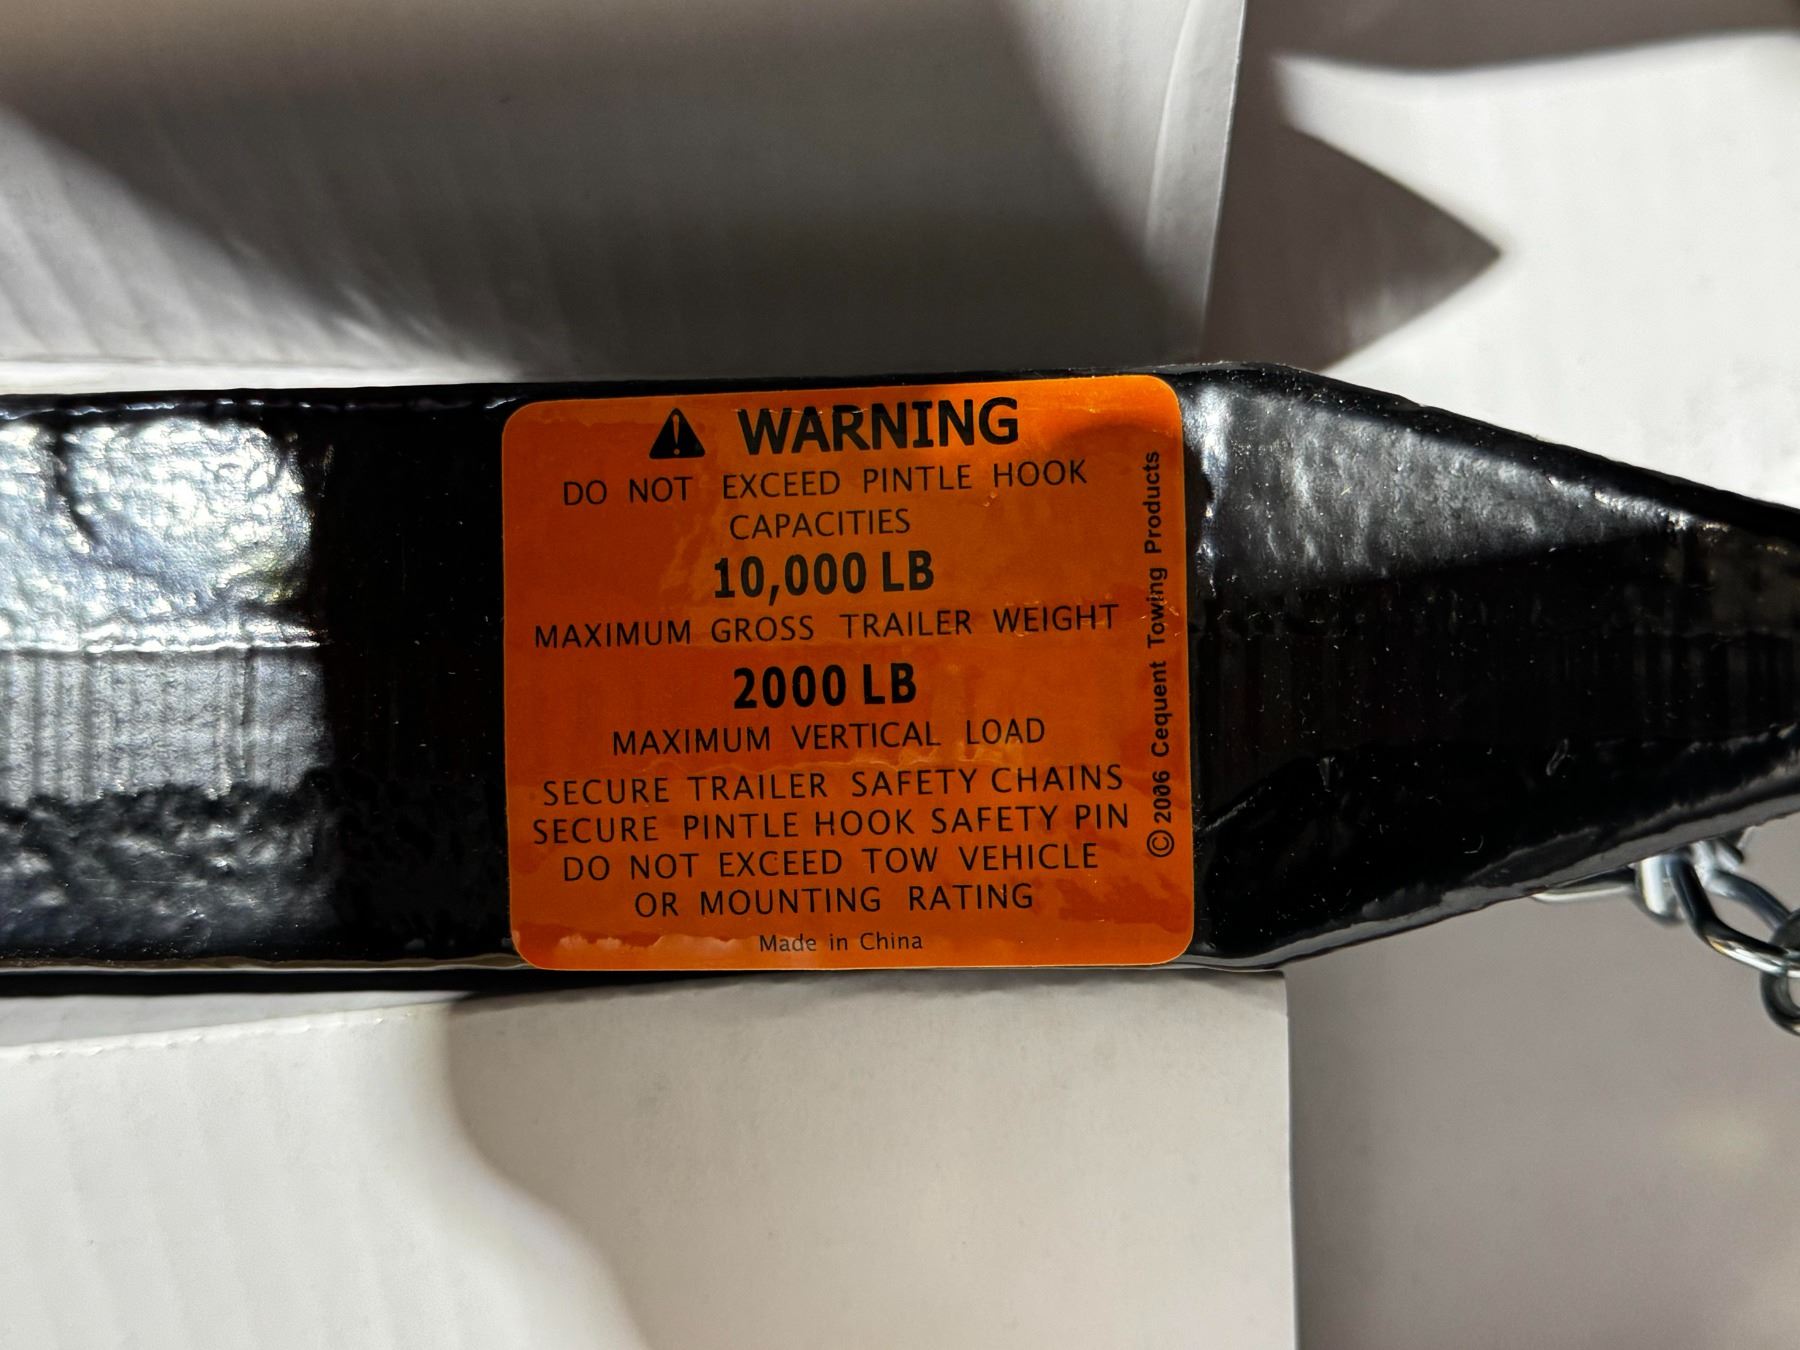 WARNING
DO NOT EXCEED PINTLE HOOK
CAPACITIES
10,000 LB
MAXIMUM GROSS TRAILER WEIGHT
2000 LB
MAXIMUM VERTICAL LOAD
SECURE TRAILER SAFETY CHAINS
SECURE PINTLE HOOK SAFETY PIN
DO NOT EXCEED TOW VEHICLE
OR MOUNTING RATING
Made in China
© 2006 Cequent Towing Products